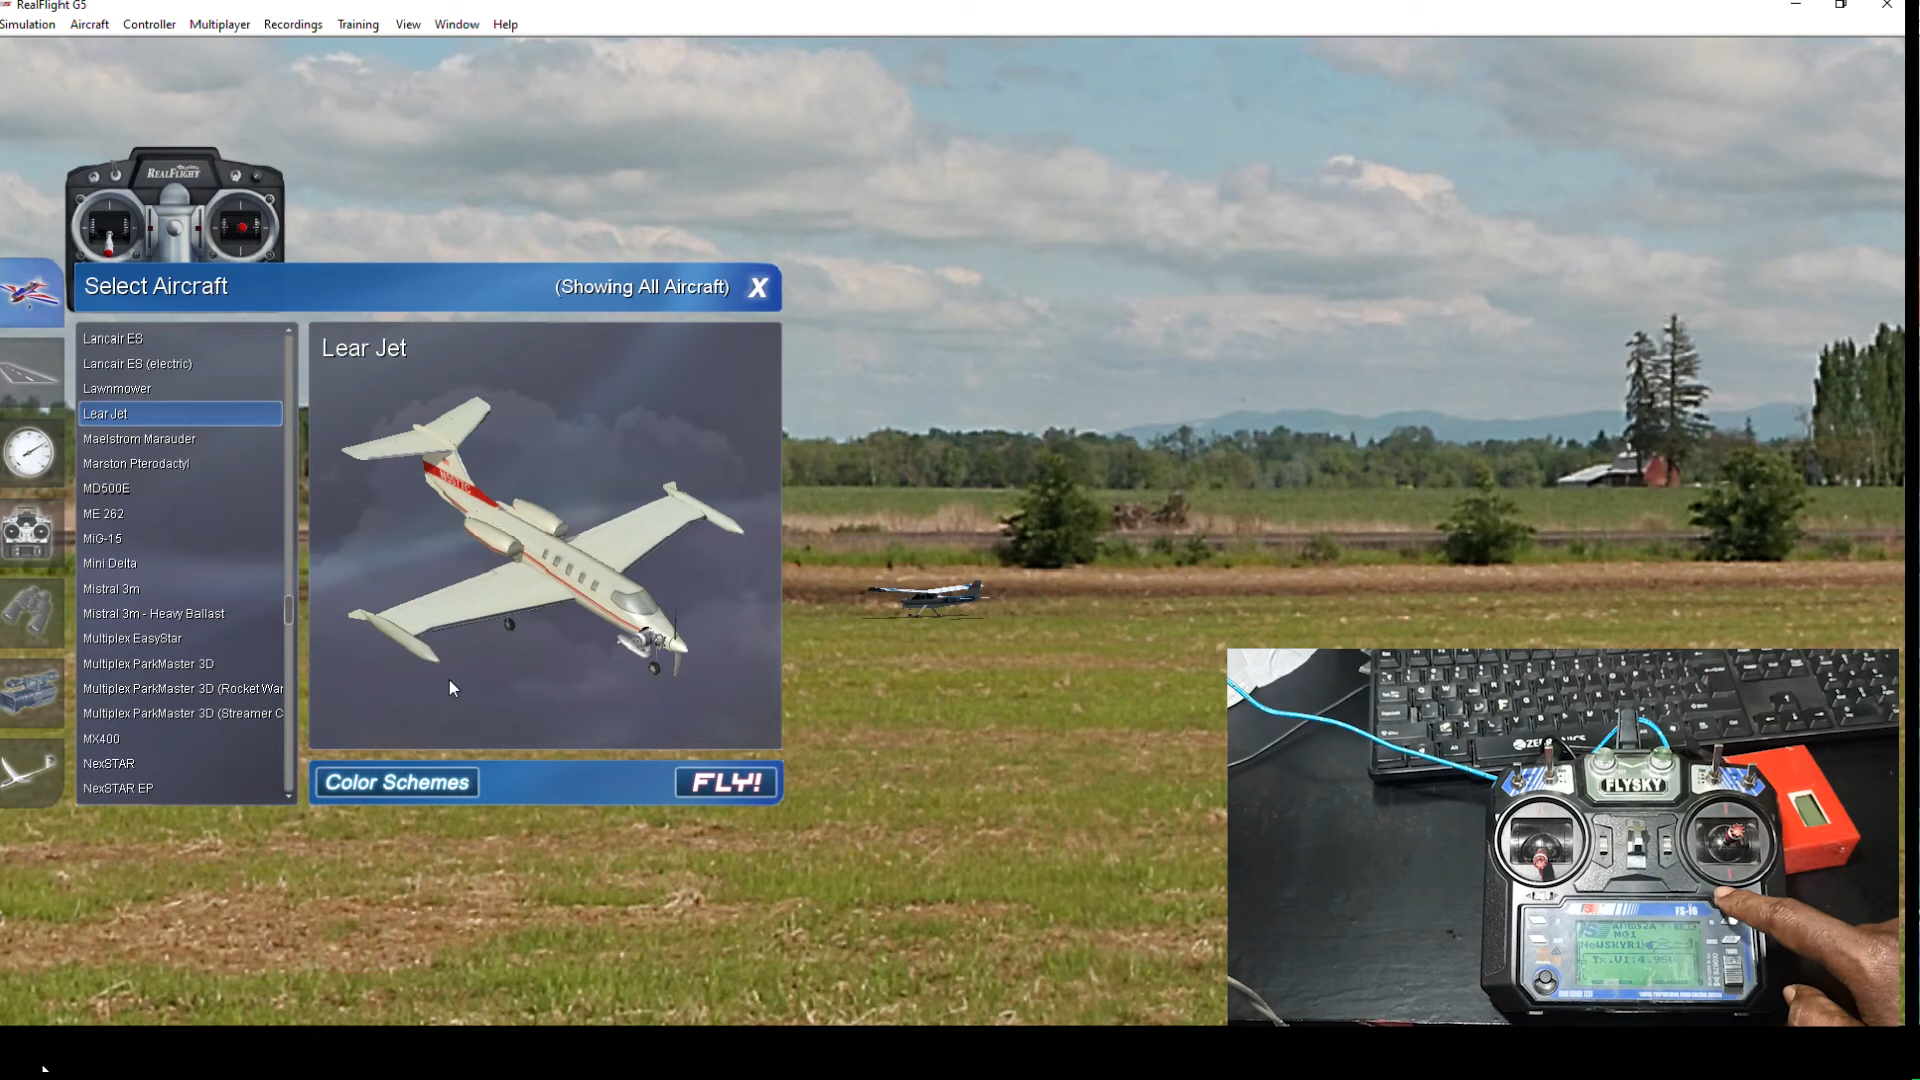 RealFlight G5
Simulation Aircraft Controller Multiplayer Recordings Training View Window Help
REALFLIGHT
Select Aircraft (Showing All Aircraft) X
Lancair ES
Lancair ES (electric)
Lawnmower
Lear Jet
Maelstrom Marauder
Marston Pterodactyl
MD500E
ME 262
MiG-15
Mini Delta
Mistral 3m
Mistral 3m - Heavy Ballast
Multiplex EasyStar
Multiplex ParkMaster 3D
Multiplex ParkMaster 3D (Rocket War
Multiplex ParkMaster 3D (Streamer C
MX400
NexSTAR
NexSTAR EP
Lear Jet
Color Schemes
FLY!
FLYSKY
FS-i6
NeWSKYR1